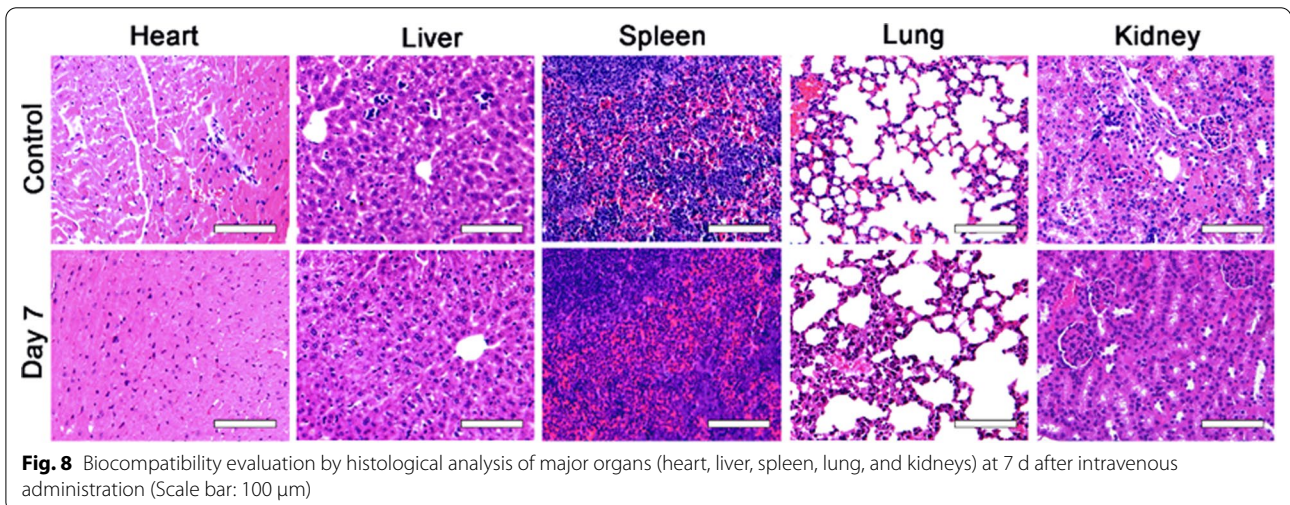 Heart Liver Spleen Lung Kidney
Control
Day 7
Fig. 8 Biocompatibility evaluation by histological analysis of major organs (heart, liver, spleen, lung, and kidneys) at 7 d after intravenous
administration (Scale bar: 100 μm)